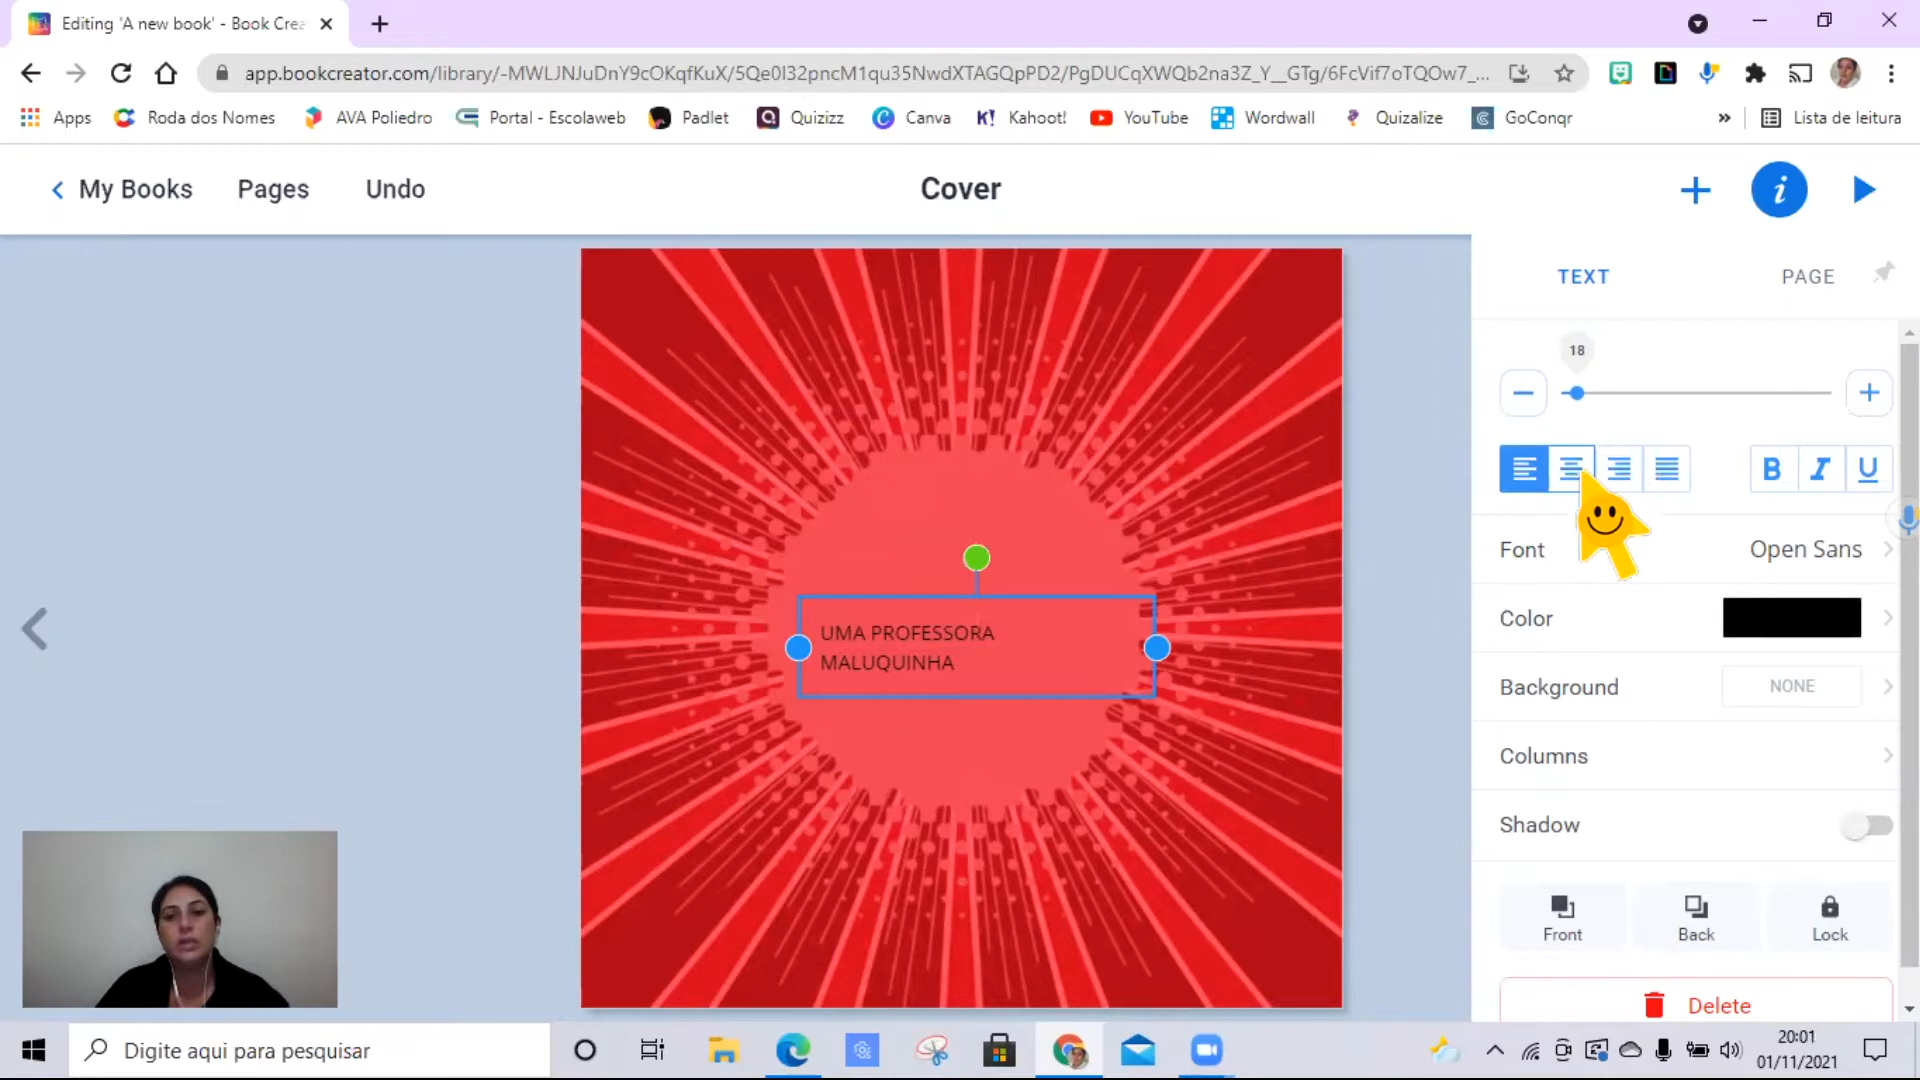 Editing 'A new book' - Book Crea
app.bookcreator.com/library/-MWLJNJuDnY9cOKqfKuX/5Qe0I32pncM1qu35NwdXTAGQpPD2/PgDUCqXWQb2na3Z_Y__GTg/6FcVif7oTQOw7_...
Apps Roda dos Nomes AVA Poliedro Portal - Escolaweb Padlet Quizizz Canva Kahoot! YouTube Wordwall Quizalize GoConqr » Lista de leitura
My Books Pages Undo Cover
TEXT PAGE
18
B I U
Font Open Sans
Color
Background NONE
Columns
Shadow
Front Back Lock
Delete
UMA PROFESSORA
MALUQUINHA
Digite aqui para pesquisar
20:01
01/11/2021